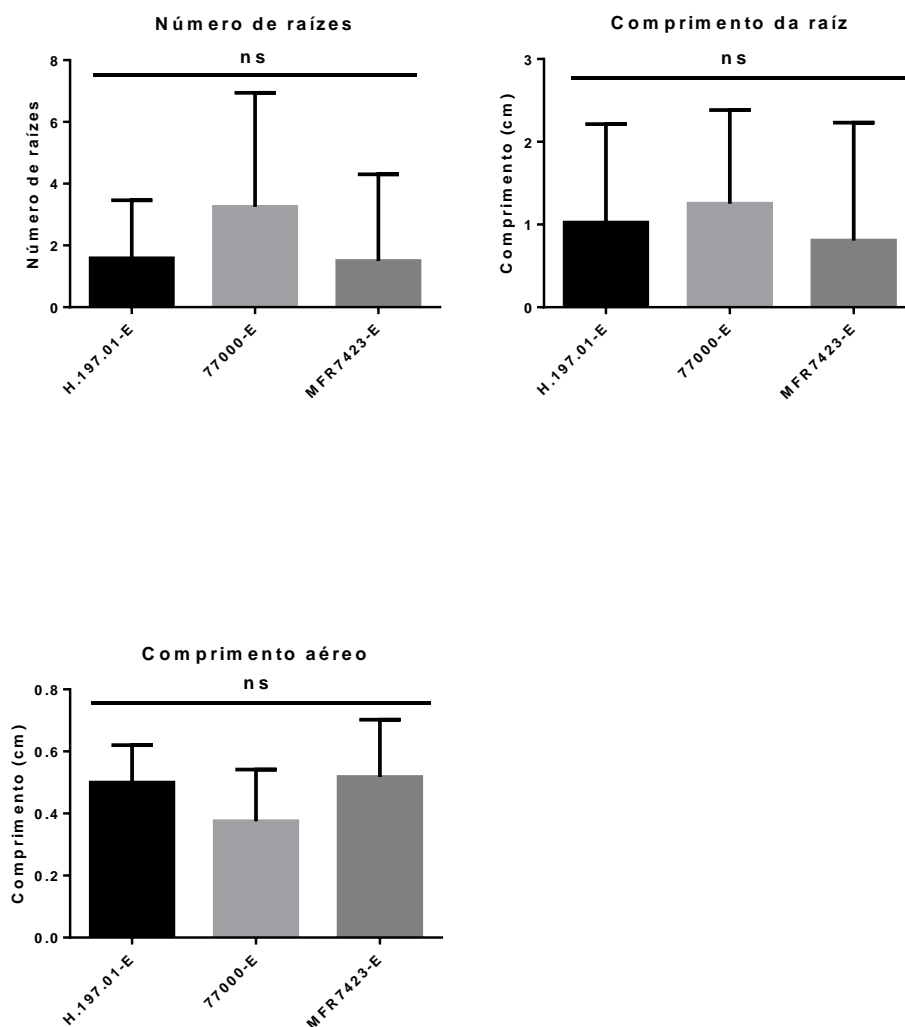 Número de raízes
ns
Número de raízes
8
6
4
2
0
H.197.01-E
77000-E
MFR7423-E
Comprimento da raíz
ns
Comprimento (cm)
3
2
1
0
H.197.01-E
77000-E
MFR7423-E
Comprimento aéreo
ns
Comprimento (cm)
0.8
0.6
0.4
0.2
0.0
H.197.01-E
77000-E
MFR7423-E